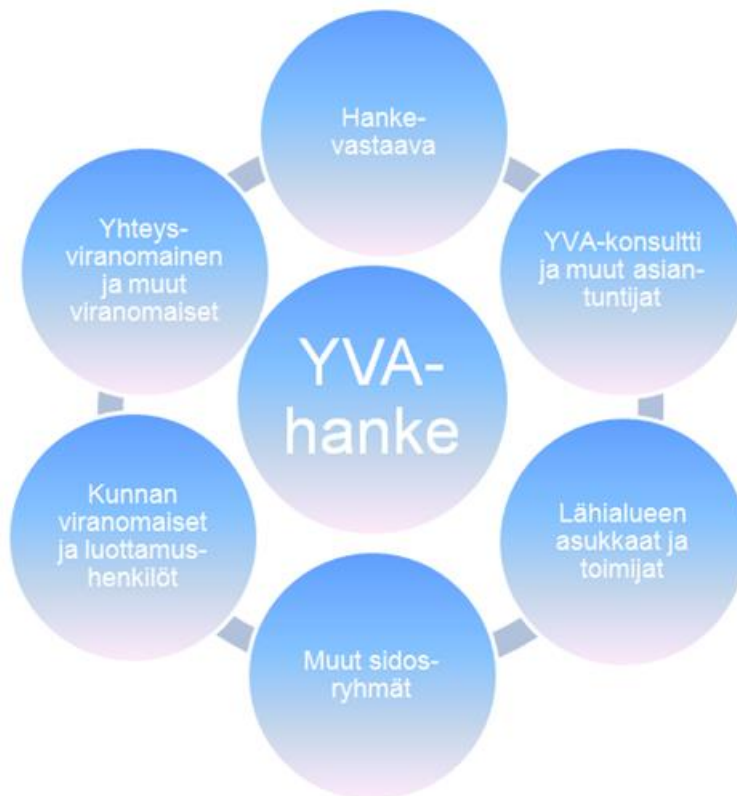 Hanke-
vastaava
YVA-konsultti
ja muut asian-
tuntijat
Lähialueen
asukkaat ja
toimijat
Muut sidos-
ryhmät
Kunnan
viranomaiset
ja luottamus-
henkilöt
Yhteys-
viranomainen
ja muut
viranomaiset
YVA-
hanke